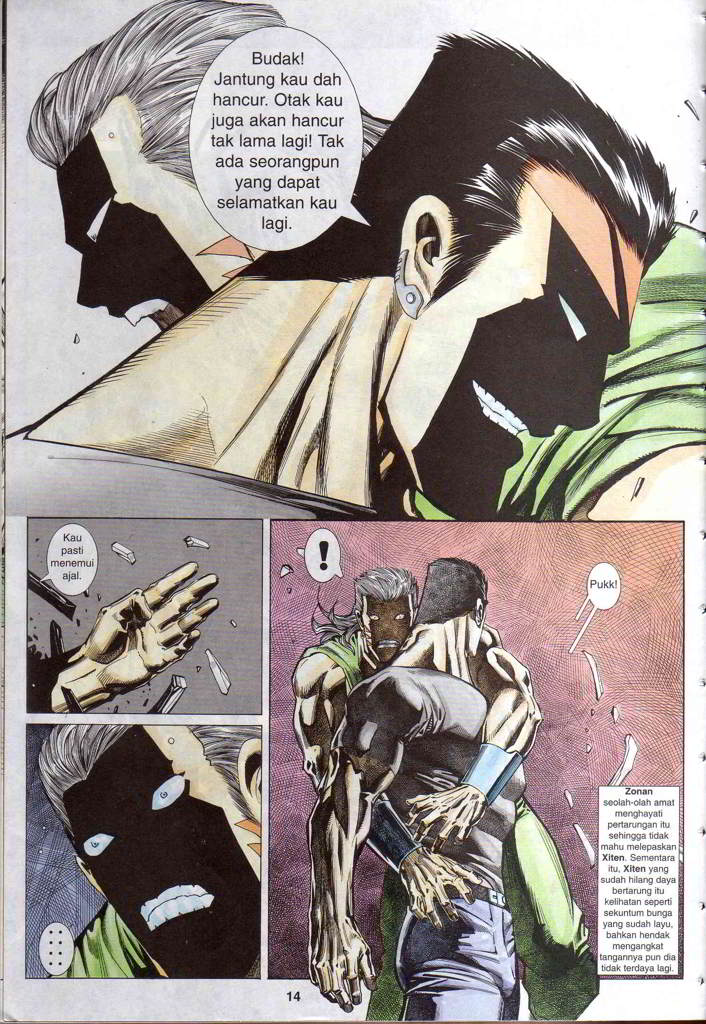 Budak!
Jantung kau dah
hancur. Otak kau
juga akan hancur
tak lama lagi! Tak
ada seorangpun
yang dapat
selamatkan kau
lagi.
Kau
pasti
menemui
ajal.
!
Pukk!
Zonan
seolah-olah amat
menghayati
pertarungan itu
sehingga tidak
mahu melepaskan
Xiten. Sementara
itu, Xiten yang
sudah hilang daya
bertarung itu
kelihatan seperti
sekuntum bunga
yang sudah layu,
bahkan hendak
mengangkat
tangannya pun dia
tidak terdaya lagi.
14